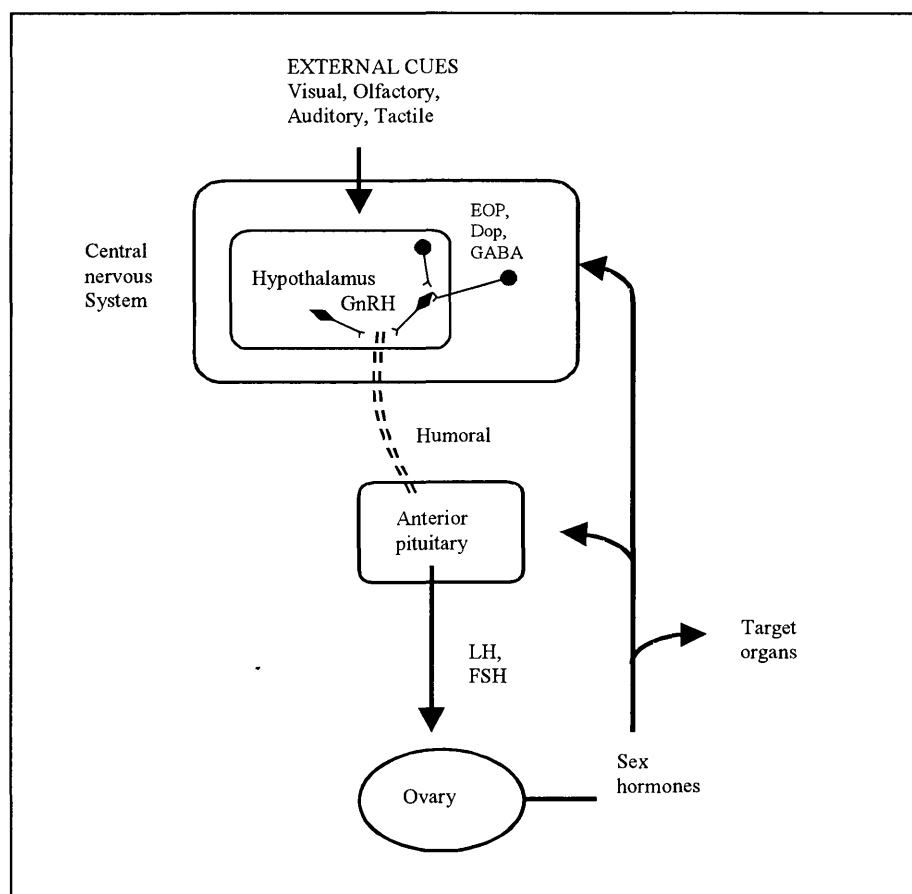 EXTERNAL CUES
Visual, Olfactory,
Auditory, Tactile
EOP,
Dop,
GABA
Central
nervous
System
Hypothalamus
GnRH
Humoral
Anterior
pituitary
LH,
FSH
Target
organs
Ovary
Sex
hormones